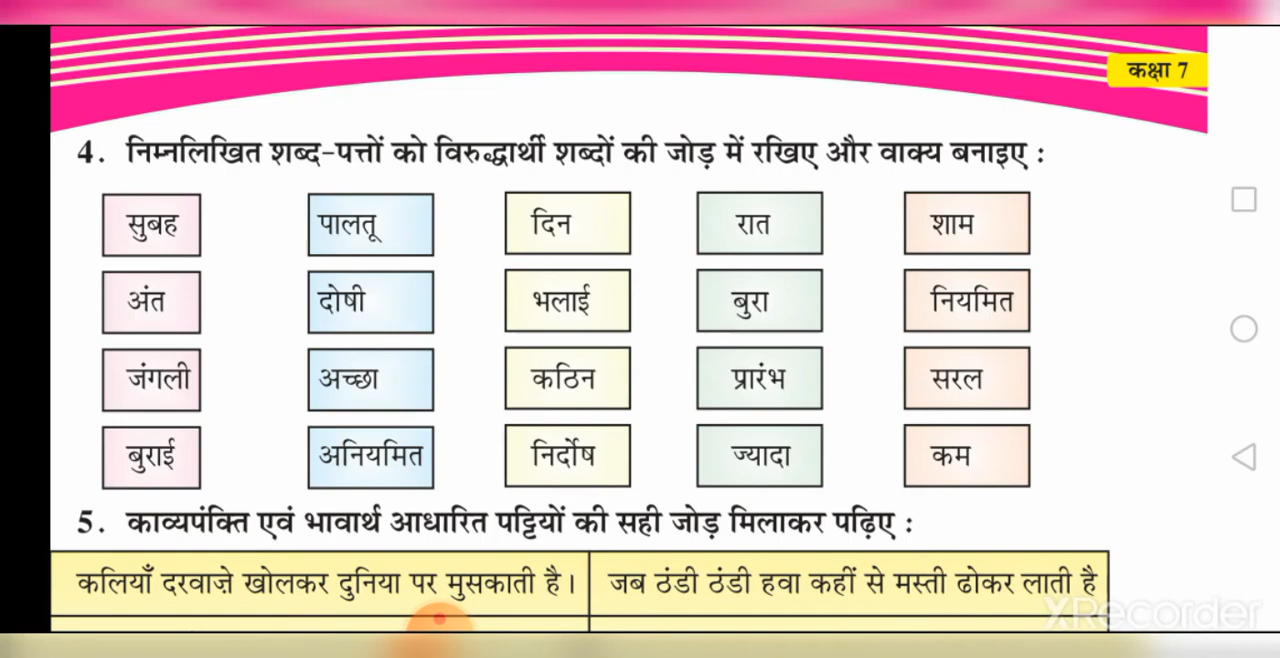 कक्षा 7
4. निम्नलिखित शब्द-पत्तों को विरुद्धार्थी शब्दों की जोड़ में रखिए और वाक्य बनाइए :
सुबह पालतू दिन रात शाम
अंत दोषी भलाई बुरा नियमित
जंगली अच्छा कठिन प्रारंभ सरल
बुराई अनियमित निर्दोष ज्यादा कम
5. काव्यपंक्ति एवं भावार्थ आधारित पट्टियों की सही जोड़ मिलाकर पढ़िए :
कलियाँ दरवाज़े खोलकर दुनिया पर मुसकाती है। जब ठंडी ठंडी हवा कहीं से मस्ती ढोकर लाती है
XRecorder